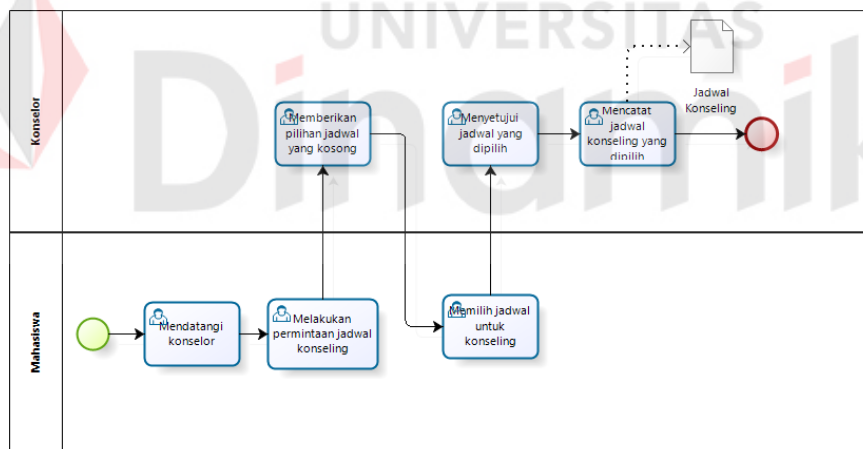 UNIVERSITAS
Dinamik
Konselor
Memberikan
pilihan jadwal
yang kosong
Menyetujui
jadwal yang
dipilih
Mencatat
jadwal
konseling yang
dipilih
Jadwal
Konseling
Mahasiswa
Mendatangi
konselor
Melakukan
permintaan jadwal
konseling
Memilih jadwal
untuk
konseling